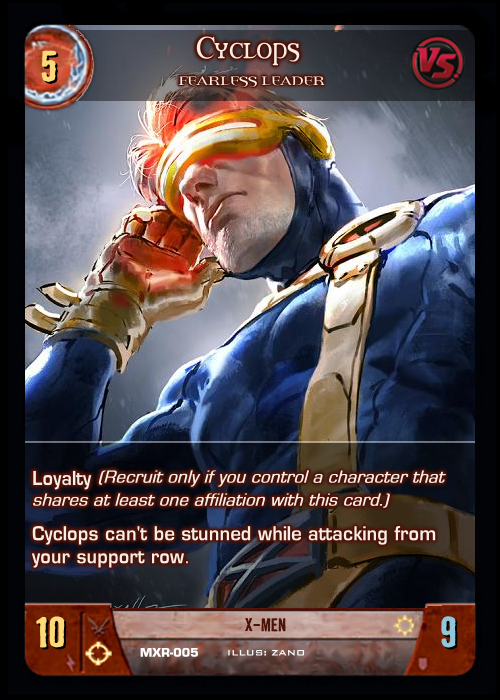 5
Cyclops
Fearless Leader
VS
Loyalty (Recruit only if you control a character that
shares at least one affiliation with this card.)
Cyclops can't be stunned while attacking from
your support row.
10
X-MEN
9
MXR-005 ILLUS: ZANO